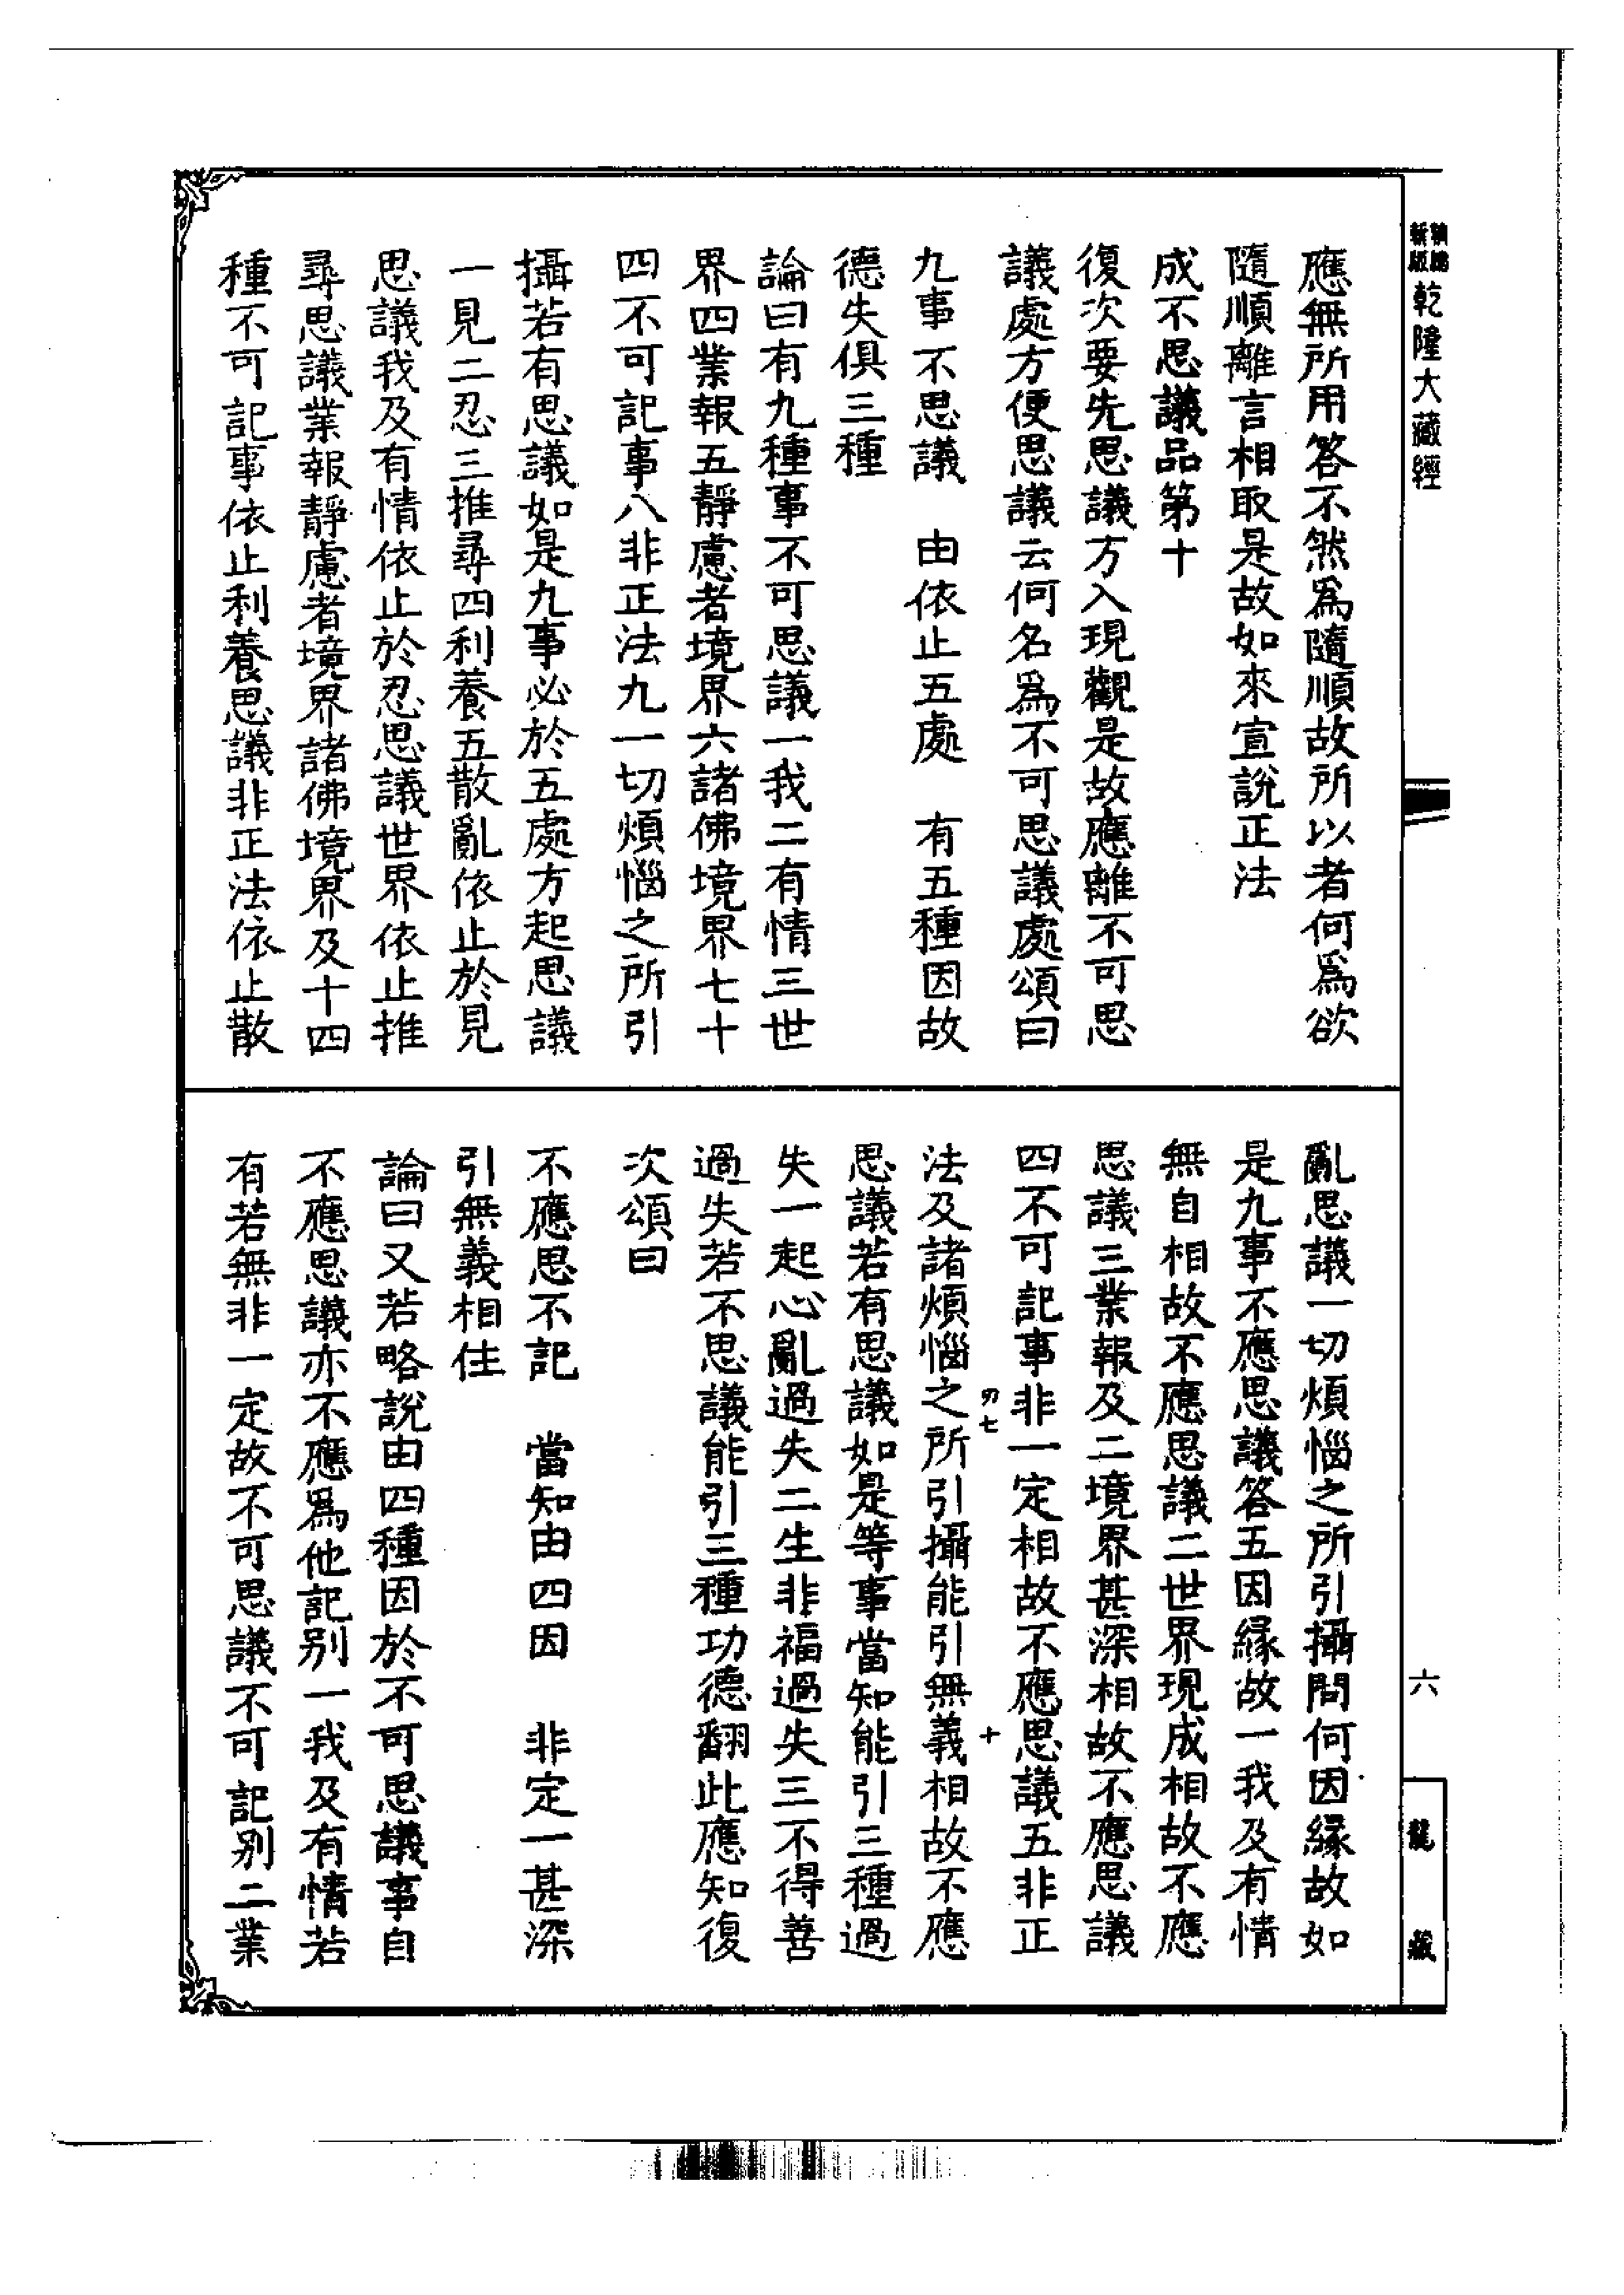 乾隆大藏經
應無所用答不然爲隨順故所以者何爲欲
隨順離言相取是故如來宣說正法
成不思議品第十
復次要先思議方入現觀是故應離不可思
議處方便思議云何名爲不可思議處頌曰
九事不思議　由依止五處　有五種因故
德失俱三種
論曰有九種事不可思議一我二有情三世
界四業報五靜慮者境界六諸佛境界七十
四不可記事八非正法九一切煩惱之所引
攝若有思議如是九事必於五處方起思議
一見二忍三推尋四利養五散亂依止於見
思議我及有情依止於忍思議世界依止推
尋思議業報靜慮者境界諸佛境界及十四
種不可記事依止利養思議非正法依止散
亂思議一切煩惱之所引攝問何因緣故如
是九事不應思議答五因緣故一我及有情
無自相故不應思議二世界現成相故不應
思議三業報及二境界甚深相故不應思議
四不可記事非一定相故不應思議五非正
法及諸煩惱之所引攝能引無義相故不應
思議若有思議如是等事當知能引三種過
失一起心亂過失二生非福過失三不得善
過失若不思議能引三種功德翻此應知復
次頌曰
不應思不記　當知由四因　非定一甚深
引無義相住
論曰又若略說由四種因於不可思議事自
不應思議亦不應爲他記别一我及有情若
有若無非一定故不可思議不可記别二業
六
龍藏